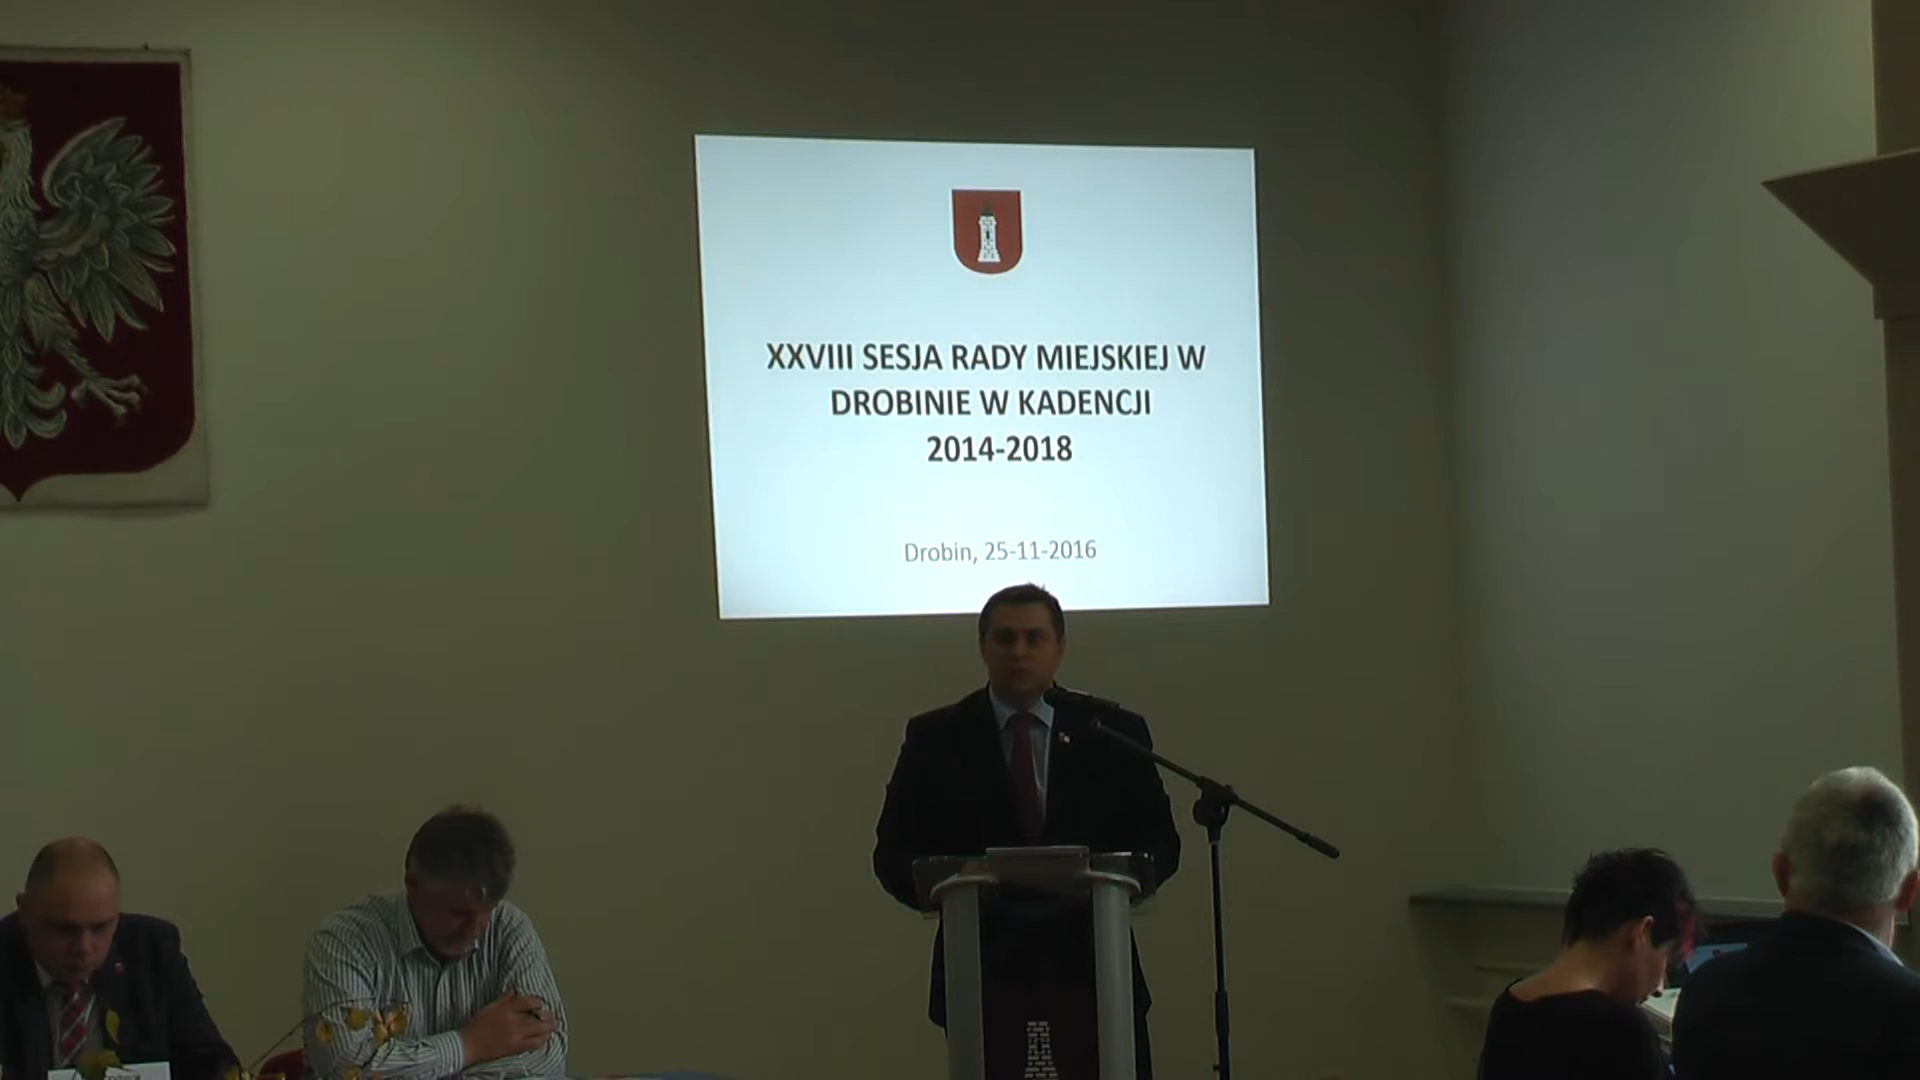 XXVIII SESJA RADY MIEJSKIEJ W
DROBINIE W KADENCJI
2014-2018
Drobin, 25-11-2016